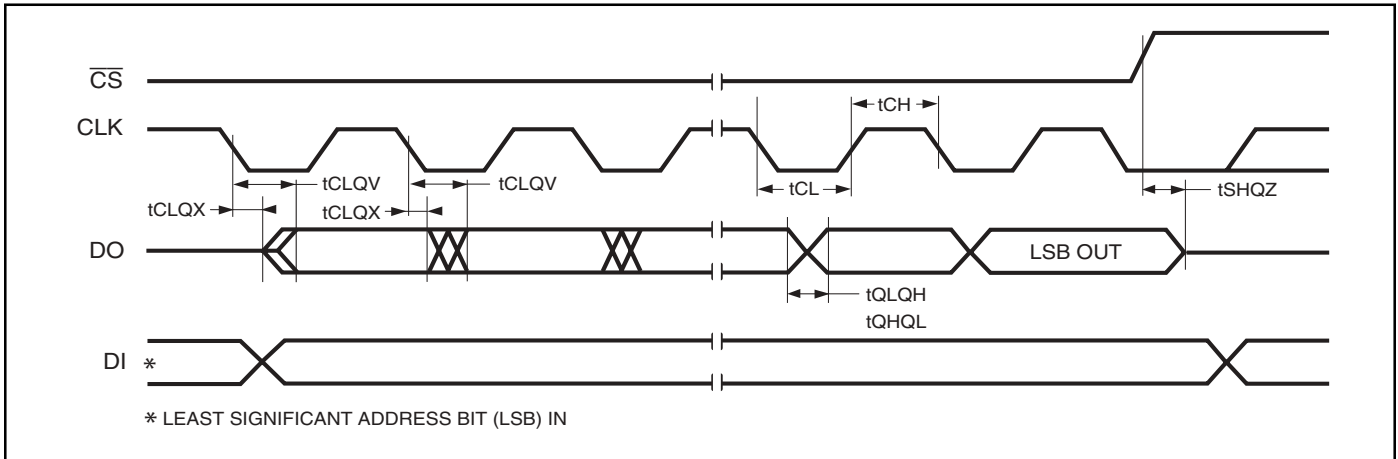 CS
CLK
tCH
tCLQV
tCLQV
tCL
tSHQZ
tCLQX
tCLQX
DO
LSB OUT
tQLQH
tQHQL
DI *
* LEAST SIGNIFICANT ADDRESS BIT (LSB) IN